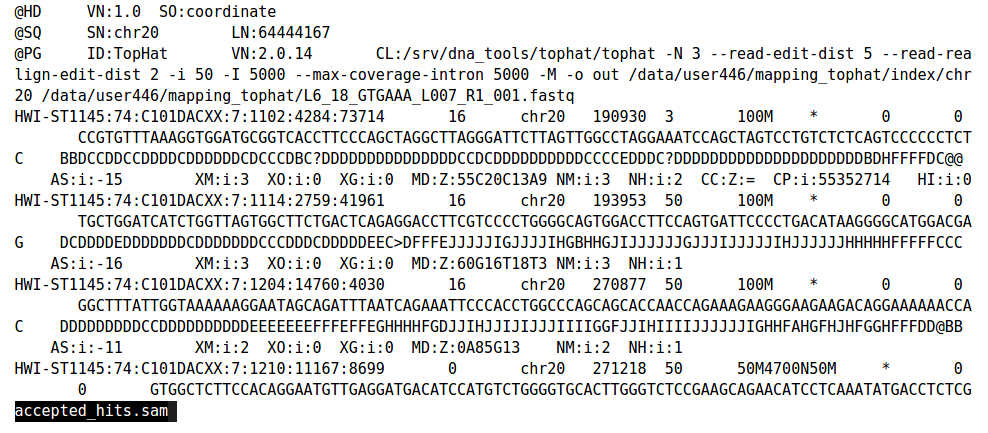 @HD VN:1.0 SO:coordinate
@SQ SN:chr20 LN:64444167
@PG ID:TopHat VN:2.0.14 CL:/srv/dna_tools/tophat/tophat -N 3 --read-edit-dist 5 --read-rea
lign-edit-dist 2 -i 50 -I 5000 --max-coverage-intron 5000 -M -o out /data/user446/mapping_tophat/index/chr
20 /data/user446/mapping_tophat/L6_18_GTGAAA_L007_R1_001.fastq
HWI-ST1145:74:C101DACXX:7:1102:4284:73714 16 chr20 190930 3 100M * 0 0
CCGTGTTTAAAGGTGGATGCGGTCACCTTCCCAGCTAGGCTTAGGGATTCTTAGTTGGCCTAGGAAATCCAGCTAGTCCTGTCTCTCAGTCCCCCCTCT
C BBDCCDDCCDDDDCDDDDDDCDCCCDBC?DDDDDDDDDDDDDDDCCDCDDDDDDDDDDCCCCEDDDC?DDDDDDDDDDDDDDDDDDDDDBDHFFFFDC@@
AS:i:-15 XM:i:3 XO:i:0 XG:i:0 MD:Z:55C20C13A9 NM:i:3 NH:i:2 CC:Z:= CP:i:55352714 HI:i:0
HWI-ST1145:74:C101DACXX:7:1114:2759:41961 16 chr20 193953 50 100M * 0 0
TGCTGGATCATCTGGTTAGTGGCTTCTGACTCAGAGGACCTTCGTCCCCTGGGGCAGTGGACCTTCCAGTGATTCCCCTGACATAAGGGGCATGGACGA
G DCDDDDEDDDDDDDCDDDDDDDCCCDDDCDDDDDEEC>DFFFEJJJJJIGJJJJIHGBHHGJIJJJJJJGJJJIJJJJJIHJJJJJJHHHHHFFFFFCCC
AS:i:-16 XM:i:3 XO:i:0 XG:i:0 MD:Z:60G16T18T3 NM:i:3 NH:i:1
HWI-ST1145:74:C101DACXX:7:1204:14760:4030 16 chr20 270877 50 100M * 0 0
GGCTTTATTGGTAAAAAAGGAATAGCAGATTTAATCAGAAATTCCCACCTGGCCCAGCAGCACCAACCAGAAAGAAGGGAAGAAGACAGGAAAAAACCA
C DDDDDDDDDCCDDDDDDDDDDEEEEEEEFFFEFFEGHHHHFGDJJIHJJIJIJJJIIIIGGFJJIHIIIIJJJJJJIGHHFAHGFHJHFGGHFFFDD@BB
AS:i:-11 XM:i:2 XO:i:0 XG:i:0 MD:Z:0A85G13 NM:i:2 NH:i:1
HWI-ST1145:74:C101DACXX:7:1210:11167:8699 0 chr20 271218 50 50M4700N50M * 0
0 GTGGCTCTTCCACAGGAATGTTGAGGATGACATCCATGTCTGGGGTGCACTTGGGTCTCCGAAGCAGAACATCCTCAAATATGACCTCTCG
accepted_hits.sam